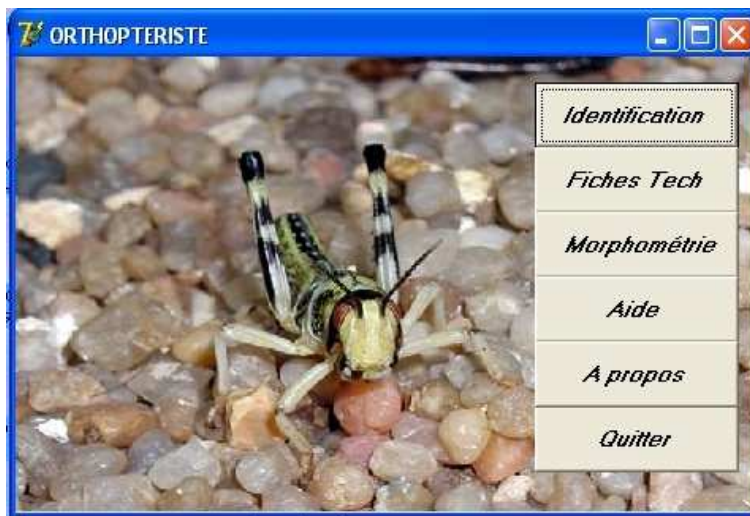 ORTHOPTERISTE
Identification
Fiches Tech
Morphométrie
Aide
A propos
Quitter